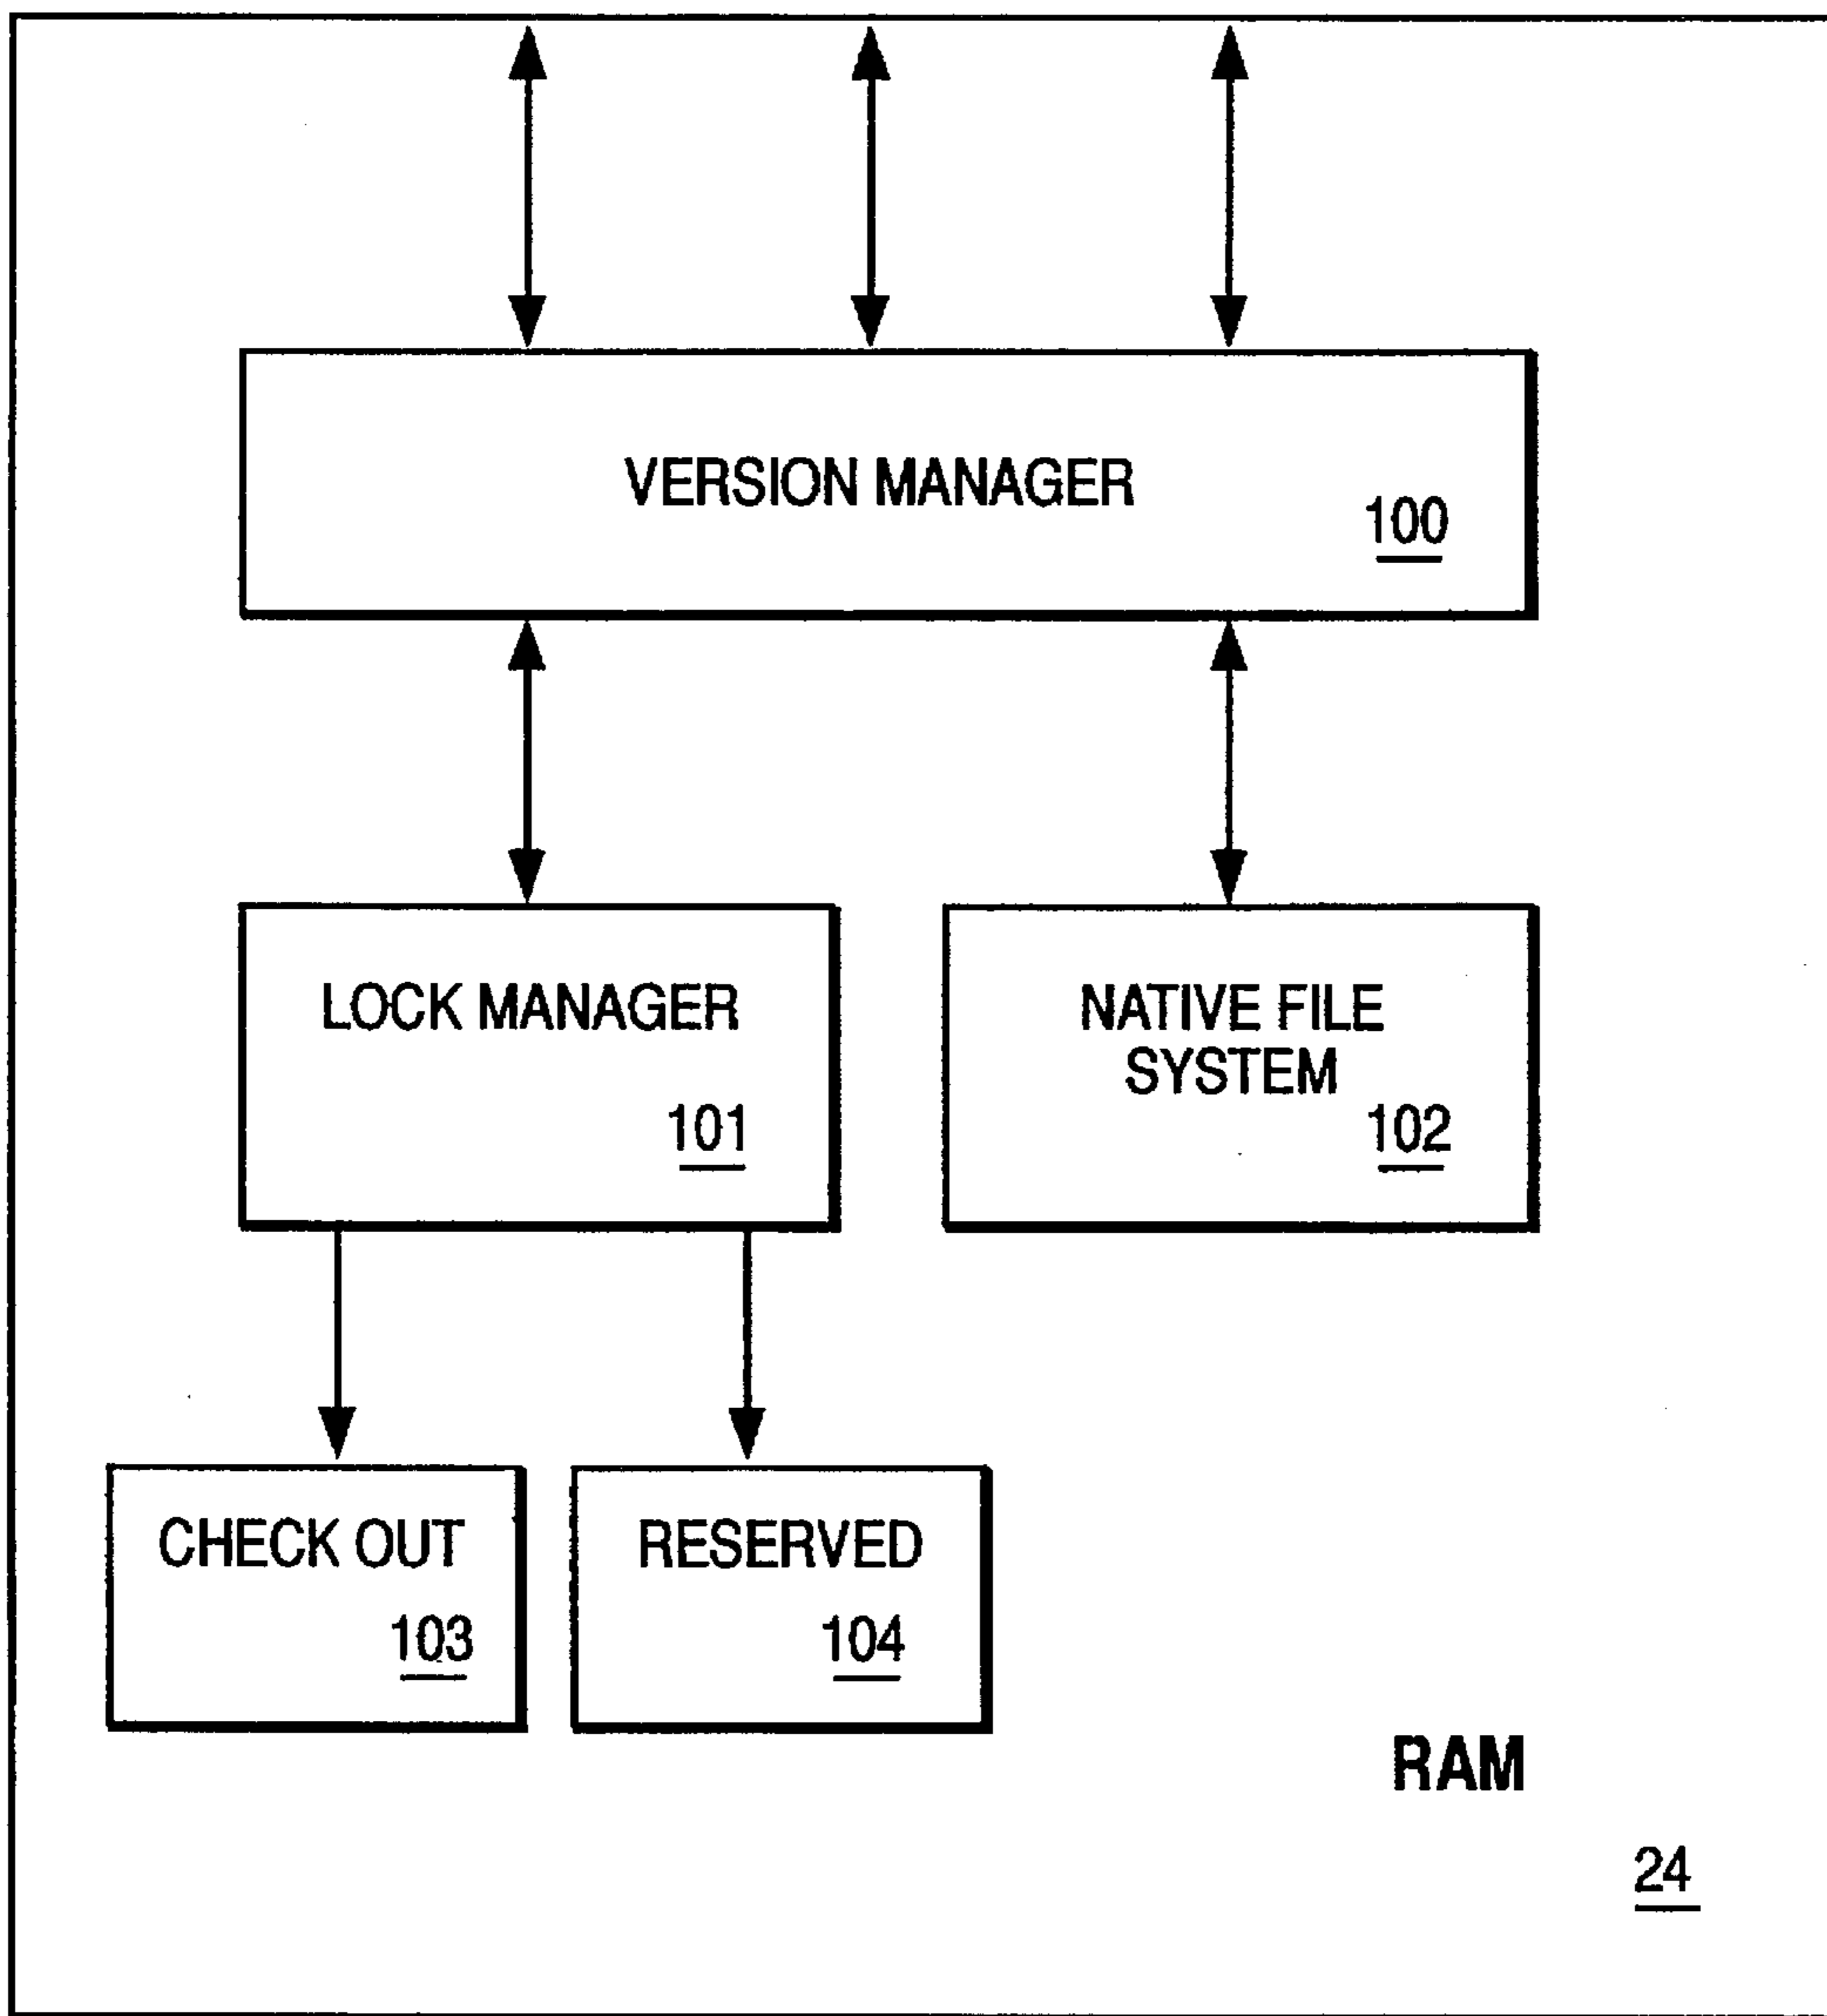 VERSION MANAGER
100
LOCK MANAGER
101
NATIVE FILE
SYSTEM
102
CHECK OUT
103
RESERVED
104
RAM
24